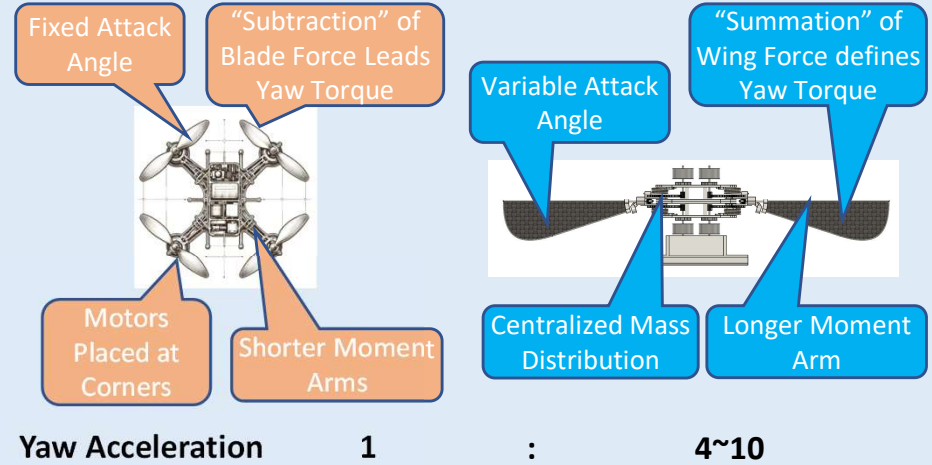 Fixed Attack
Angle
“Subtraction” of
Blade Force Leads
Yaw Torque
Variable Attack
Angle
“Summation” of
Wing Force defines
Yaw Torque
Motors
Placed at
Corners
Shorter Moment
Arms
Centralized Mass
Distribution
Longer Moment
Arm
Yaw Acceleration 1 : 4~10